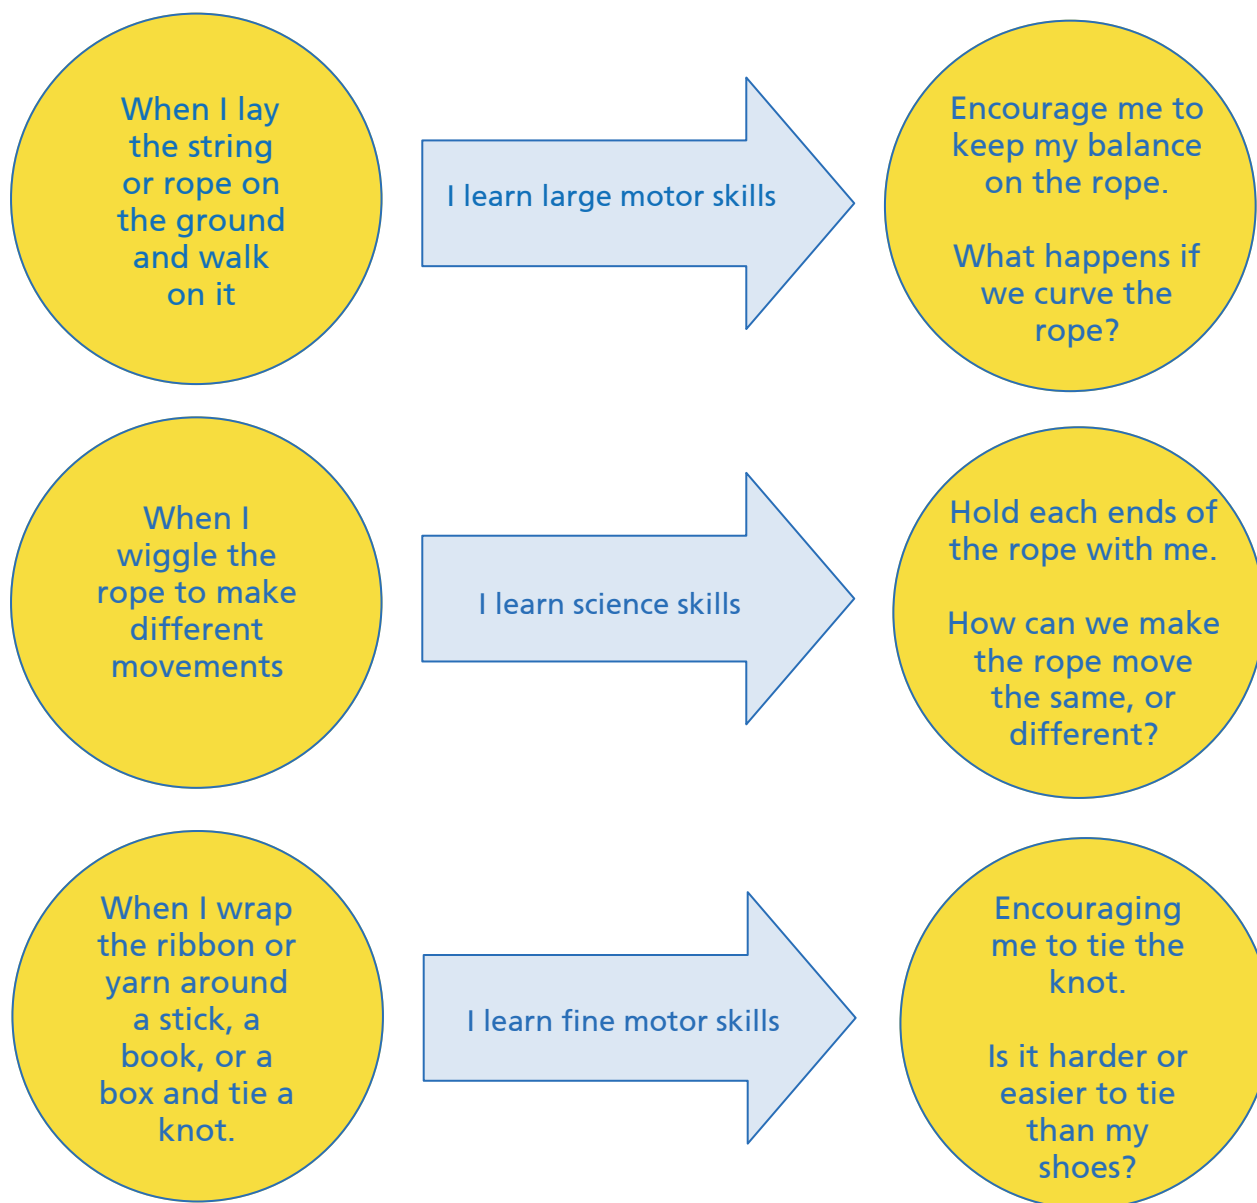 When I lay
the string
or rope on
the ground
and walk
on it
I learn large motor skills
Encourage me to
keep my balance
on the rope.
What happens if
we curve the
rope?
When I
wiggle the
rope to make
different
movements
I learn science skills
Hold each ends of
the rope with me.
How can we make
the rope move
the same, or
different?
When I wrap
the ribbon or
yarn around
a stick, a
book, or a
box and tie a
knot.
I learn fine motor skills
Encouraging
me to tie the
knot.
Is it harder or
easier to tie
than my
shoes?